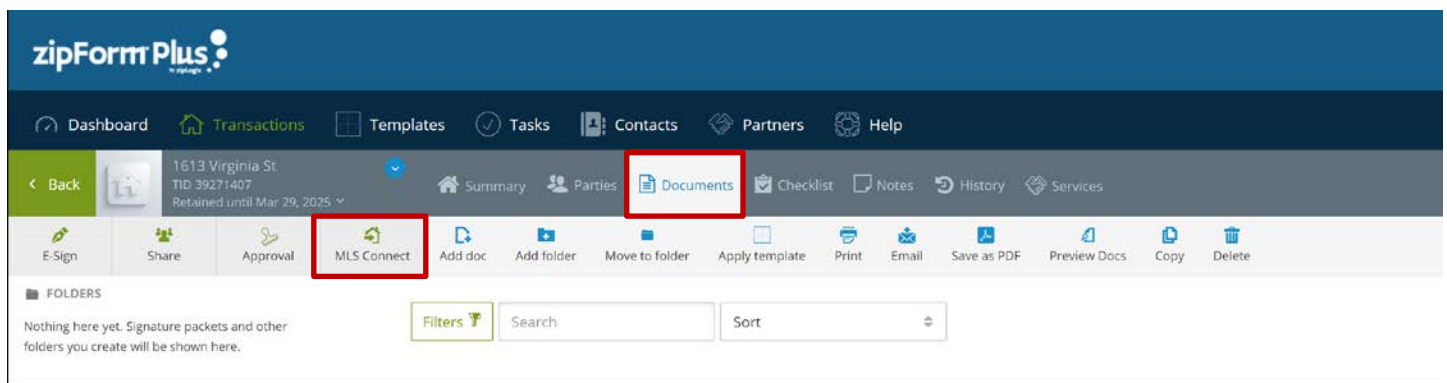 zipForm Plus
by zipLogix
Dashboard Transactions Templates Tasks Contacts Partners Help
< Back
1613 Virginia St
TID 39271407
Retained until Mar 29, 2025
Summary Parties Documents Checklist Notes History Services
E-Sign Share Approval MLS Connect Add doc Add folder Move to folder Apply template Print Email Save as PDF Preview Docs Copy Delete
FOLDERS
Nothing here yet. Signature packets and other
folders you create will be shown here.
Filters Search Sort